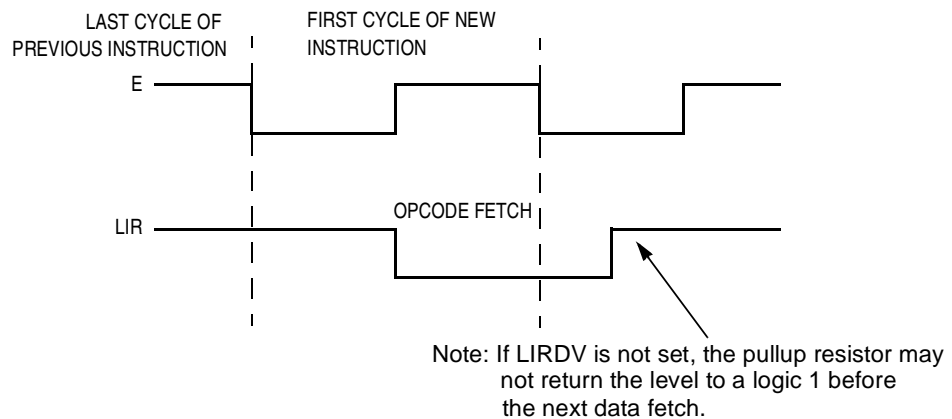 LAST CYCLE OF
PREVIOUS INSTRUCTION
FIRST CYCLE OF NEW
INSTRUCTION
E
OPCODE FETCH
LIR
Note: If LIRDV is not set, the pullup resistor may
not return the level to a logic 1 before
the next data fetch.